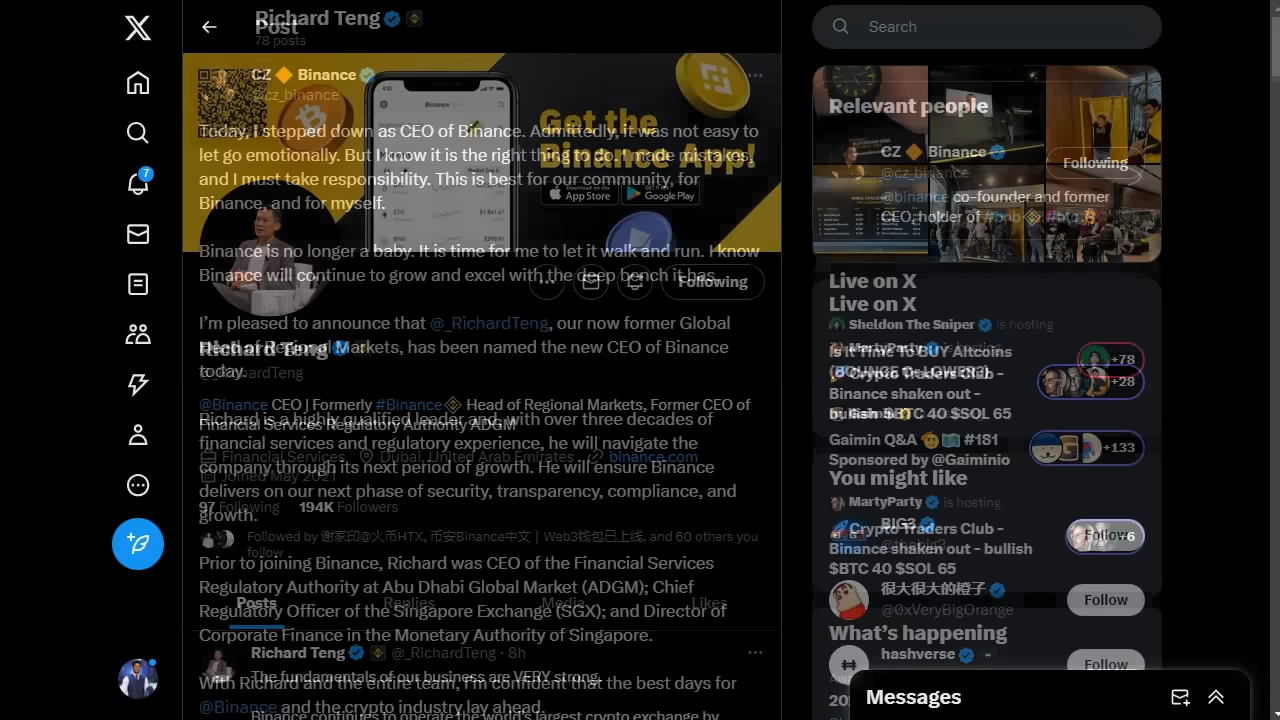 Richard Teng
Post
78 posts
Search
CZ 🔶 Binance
@cz_binance
4:30
Binance
Get the
Binance App!
Download on the
App Store
GET IT ON
Google Play
$1,841.61
$298.91
Today, I stepped down as CEO of Binance. Admittedly, it was not easy to
let go emotionally. But I know it is the right thing to do. I made mistakes,
and I must take responsibility. This is best for our community, for
Binance, and for myself.
Binance is no longer a baby. It is time for me to let it walk and run. I know
Binance will continue to grow and excel with the deep bench it has.
Following
I'm pleased to announce that @_RichardTeng, our now former Global
Head of Regional Markets, has been named the new CEO of Binance
today.
Richard Teng
@_RichardTeng
@Binance CEO | Formerly #Binance Head of Regional Markets, Former CEO of
Financial Services Regulatory Authority ADGM
Richard is a highly qualified leader and, with over three decades of
financial services and regulatory experience, he will navigate the
company through its next period of growth. He will ensure Binance
delivers on our next phase of security, transparency, compliance, and
growth.
Financial Services
Dubai, United Arab Emirates
binance.com
Joined May 2021
97 Following 194K Followers
Followed by 谢家印@火币HTX, 币安Binance中文 | Web3钱包已上线, and 60 others you
follow
Prior to joining Binance, Richard was CEO of the Financial Services
Regulatory Authority at Abu Dhabi Global Market (ADGM); Chief
Regulatory Officer of the Singapore Exchange (SGX); and Director of
Corporate Finance in the Monetary Authority of Singapore.
Posts Replies Media Likes
Richard Teng @_RichardTeng · 8h
The fundamentals of our business are VERY strong.
With Richard and the entire team, I'm confident that the best days for
@Binance and the crypto industry lay ahead.
Binance continues to operate the world's largest crypto exchange by
7
Relevant people
CZ 🔶 Binance
@cz_binance
Following
@binance co-founder and former
CEO, holder of #bnb #btc
Live on X
Live on X
Sheldon The Sniper is hosting
Is It Time To BUY Altcoins
(BOUNCE Or LOWER?)
+78
MartyParty is hosting
Crypto Traders Club -
Binance shaken out -
bullish $BTC 40 $SOL 65
+28
Gaimin Q&A #181
Sponsored by @Gaiminio
+133
You might like
MartyParty is hosting
Crypto Traders Club -
Binance shaken out - bullish
$BTC 40 $SOL 65
Follow
很大很大的橙子
@0xVeryBigOrange
Follow
What's happening
hashverse
Follow
Messages